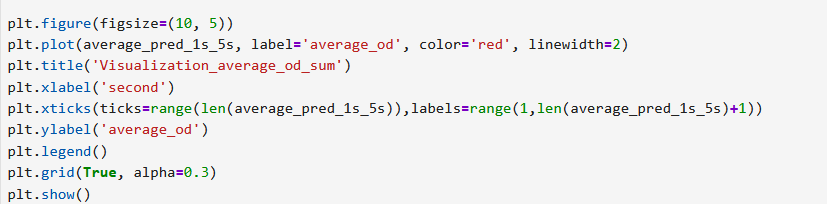 plt.figure(figsize=(10, 5))
plt.plot(average_pred_1s_5s, label='average_od', color='red', linewidth=2)
plt.title('Visualization_average_od_sum')
plt.xlabel('second')
plt.xticks(ticks=range(len(average_pred_1s_5s)),labels=range(1,len(average_pred_1s_5s)+1))
plt.ylabel('average_od')
plt.legend()
plt.grid(True, alpha=0.3)
plt.show()